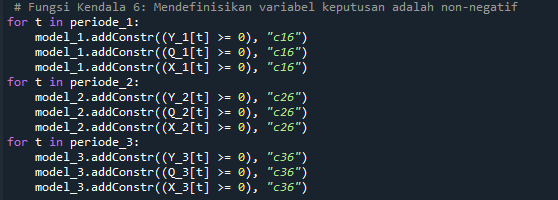 # Fungsi Kendala 6: Mendefinisikan variabel keputusan adalah non-negatif
for t in periode_1:
    model_1.addConstr((Y_1[t] >= 0), "c16")
    model_1.addConstr((Q_1[t] >= 0), "c16")
    model_1.addConstr((X_1[t] >= 0), "c16")
for t in periode_2:
    model_2.addConstr((Y_2[t] >= 0), "c26")
    model_2.addConstr((Q_2[t] >= 0), "c26")
    model_2.addConstr((X_2[t] >= 0), "c26")
for t in periode_3:
    model_3.addConstr((Y_3[t] >= 0), "c36")
    model_3.addConstr((Q_3[t] >= 0), "c36")
    model_3.addConstr((X_3[t] >= 0), "c36")